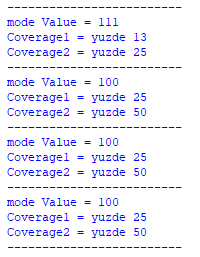 -------------------------
mode Value = 111
Coverage1 = yuzde 13
Coverage2 = yuzde 25
-------------------------
mode Value = 100
Coverage1 = yuzde 25
Coverage2 = yuzde 50
-------------------------
mode Value = 100
Coverage1 = yuzde 25
Coverage2 = yuzde 50
-------------------------
mode Value = 100
Coverage1 = yuzde 25
Coverage2 = yuzde 50
-------------------------